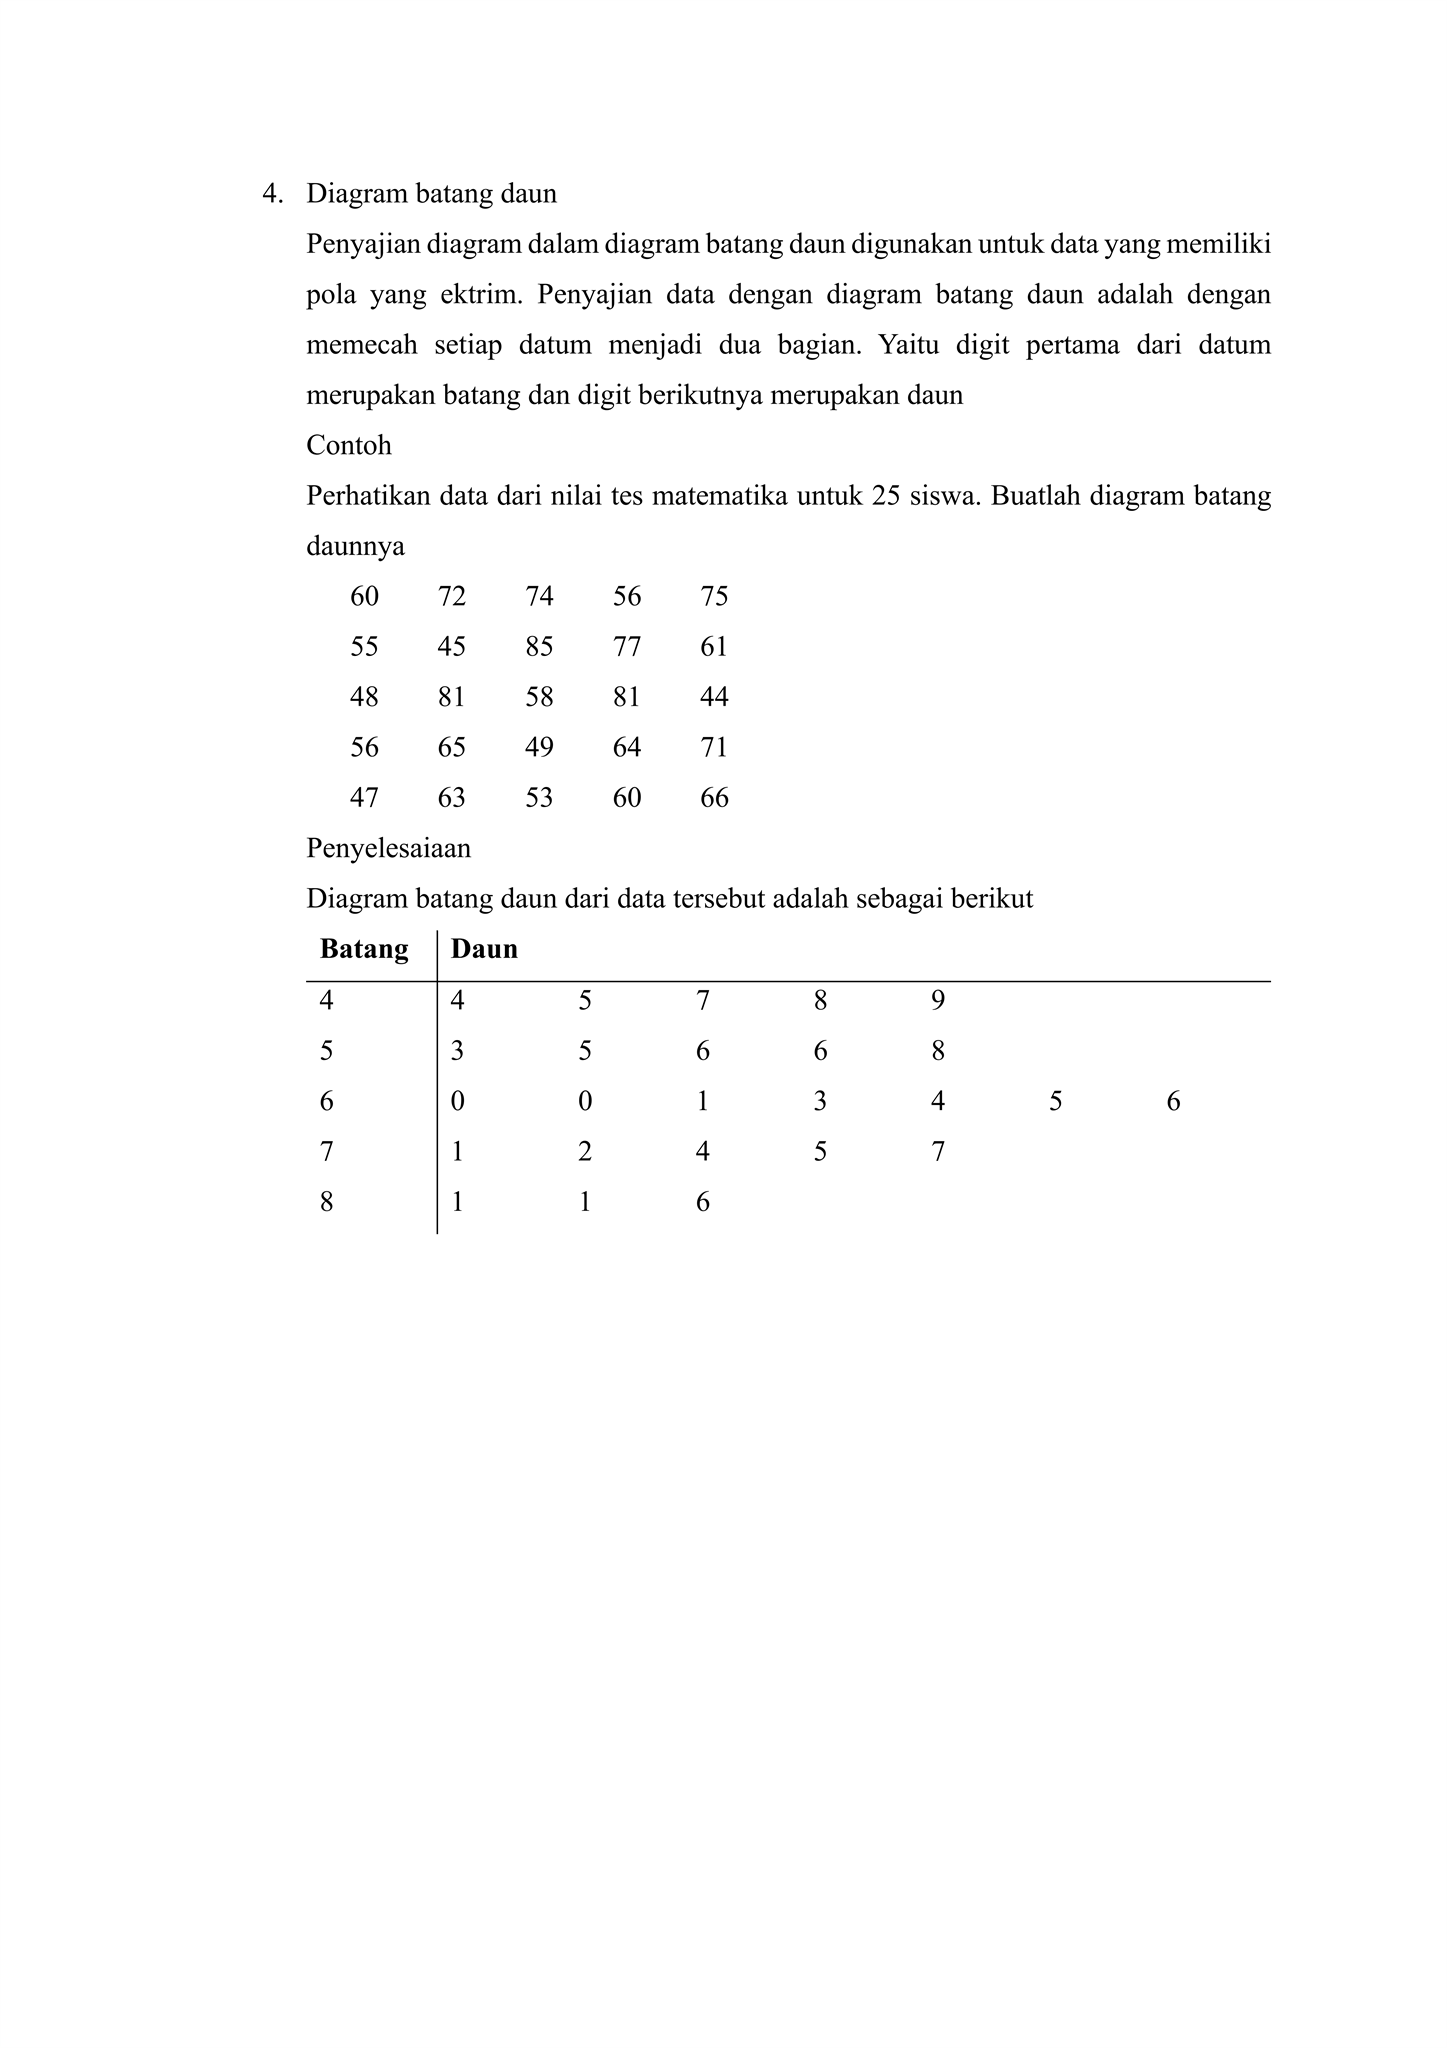 4. Diagram batang daun
Penyajian diagram dalam diagram batang daun digunakan untuk data yang memiliki
pola yang ektrim. Penyajian data dengan diagram batang daun adalah dengan
memecah setiap datum menjadi dua bagian. Yaitu digit pertama dari datum
merupakan batang dan digit berikutnya merupakan daun
Contoh
Perhatikan data dari nilai tes matematika untuk 25 siswa. Buatlah diagram batang
daunnya
60 72 74 56 75
55 45 85 77 61
48 81 58 81 44
56 65 49 64 71
47 63 53 60 66
Penyelesaiaan
Diagram batang daun dari data tersebut adalah sebagai berikut
Batang Daun
4 4 5 7 8 9
5 3 5 6 6 8
6 0 0 1 3 4 5 6
7 1 2 4 5 7
8 1 1 6